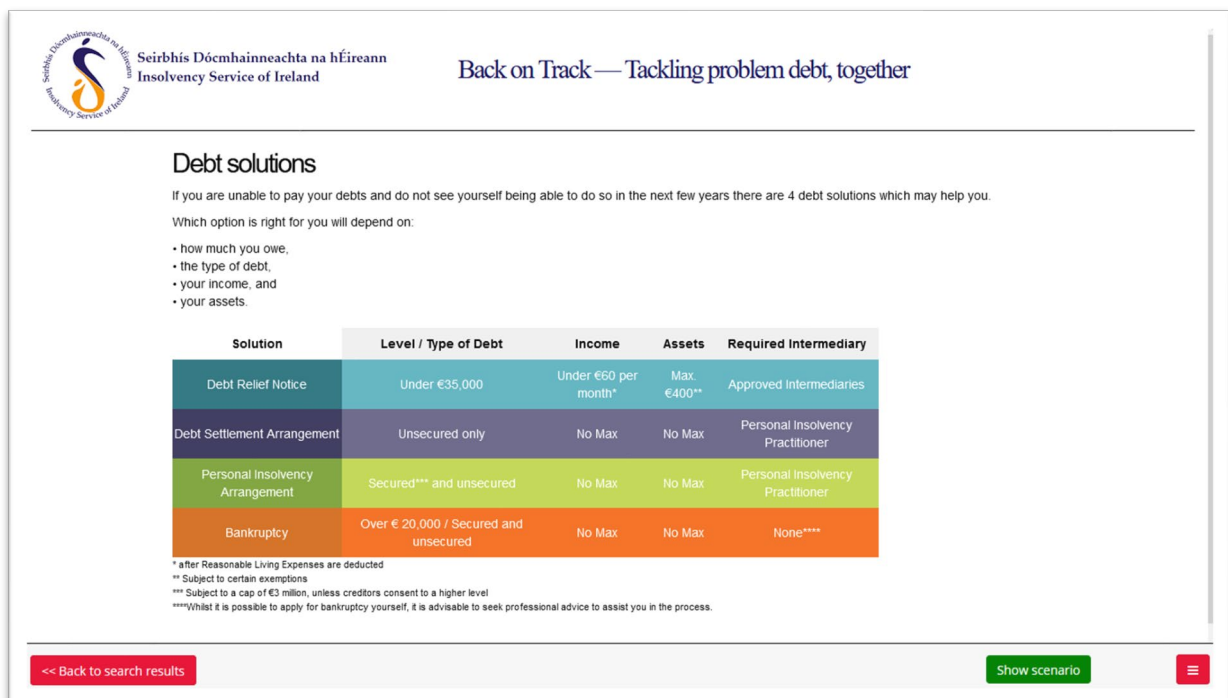 Seirbhís Dócmhainneachta na hÉireann
Insolvency Service of Ireland
Seirbhís Dócmhainneachta na hÉireann
Insolvency Service of Ireland
Back on Track — Tackling problem debt, together
Debt solutions
If you are unable to pay your debts and do not see yourself being able to do so in the next few years there are 4 debt solutions which may help you.
Which option is right for you will depend on:
• how much you owe,
• the type of debt,
• your income, and
• your assets.
Solution Level / Type of Debt Income Assets Required Intermediary
Debt Relief Notice Under €35,000 Under €60 per month* Max. €400** Approved Intermediaries
Debt Settlement Arrangement Unsecured only No Max No Max Personal Insolvency Practitioner
Personal Insolvency Arrangement Secured*** and unsecured No Max No Max Personal Insolvency Practitioner
Bankruptcy Over € 20,000 / Secured and unsecured No Max No Max None****
* after Reasonable Living Expenses are deducted
** Subject to certain exemptions
*** Subject to a cap of €3 million, unless creditors consent to a higher level
****Whilst it is possible to apply for bankruptcy yourself, it is advisable to seek professional advice to assist you in the process.
<< Back to search results
Show scenario